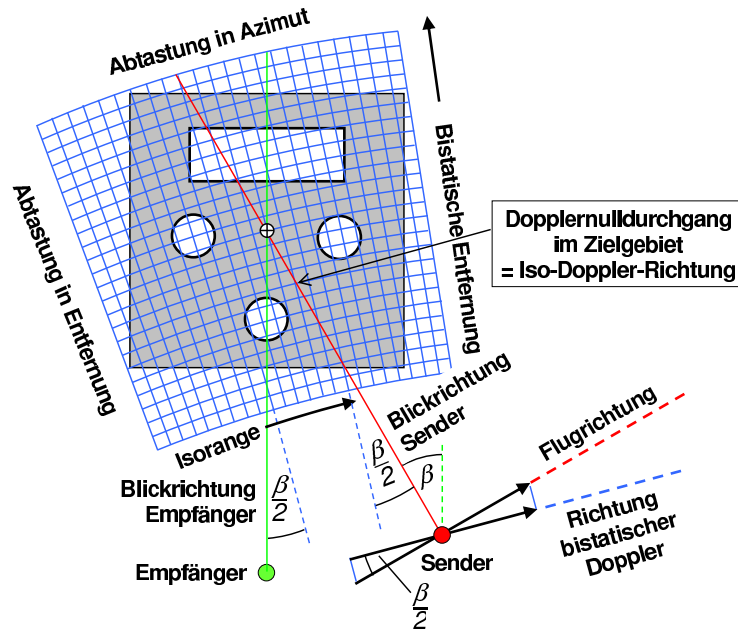 Abtastung in Azimut
Abtastung in Entfernung
Bistatische Entfernung
Dopplernulldurchgang
im Zielgebiet
= Iso-Doppler-Richtung
Isorange
Blickrichtung
Sender
Blickrichtung
Empfänger
β/2
β/2
β
Flugrichtung
Richtung
bistatischer
Doppler
Empfänger
Sender
β/2